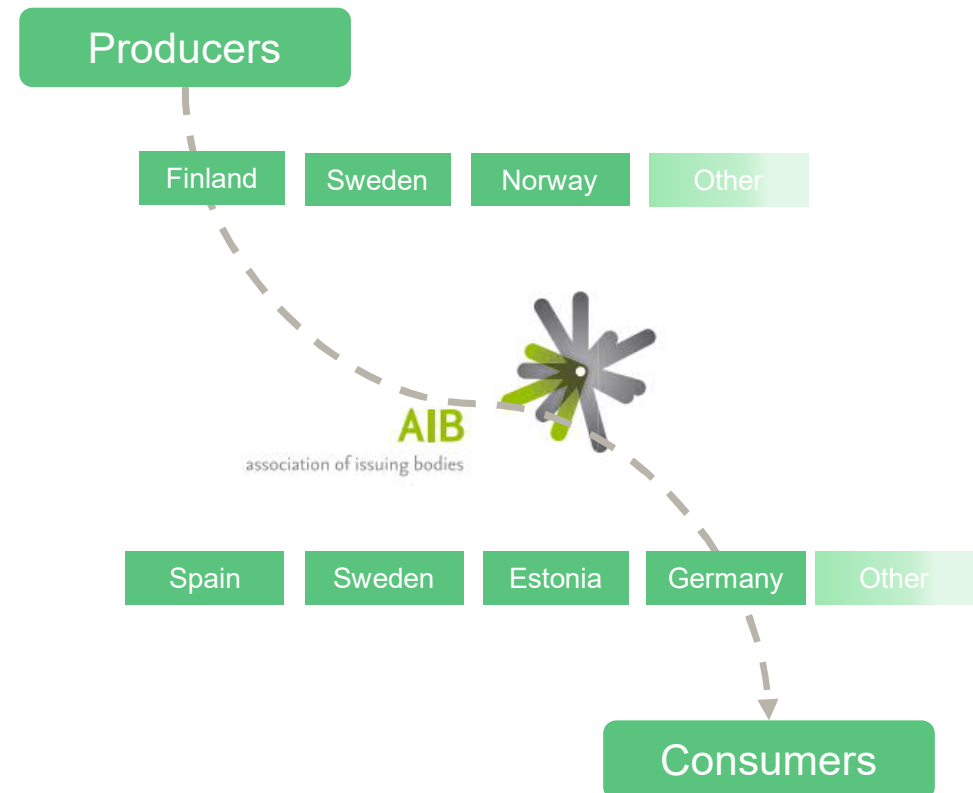 Producers
Finland Sweden Norway Other
AIB
association of issuing bodies
Spain Sweden Estonia Germany Other
Consumers